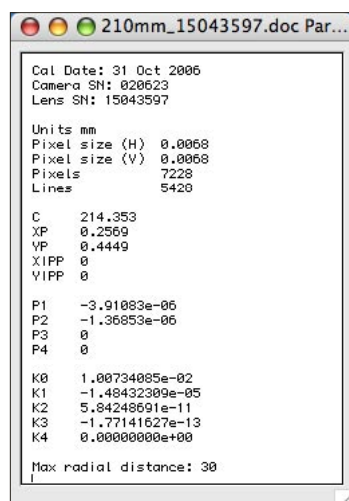 210mm_15043597.doc Par...
Cal Date: 31 Oct 2006
Camera SN: 020623
Lens SN: 15043597
Units mm
Pixel size (H) 0.0068
Pixel size (V) 0.0068
Pixels 7228
Lines 5420
C 214.353
XP 0.2569
YP 0.4449
XIPP 0
YIPP 0
P1 -3.91083e-06
P2 -1.36853e-06
P3 0
P4 0
K0 1.00734085e-02
K1 -1.48432309e-05
K2 5.84248691e-11
K3 -1.77141627e-13
K4 0.00000000e+00
Max radial distance: 30